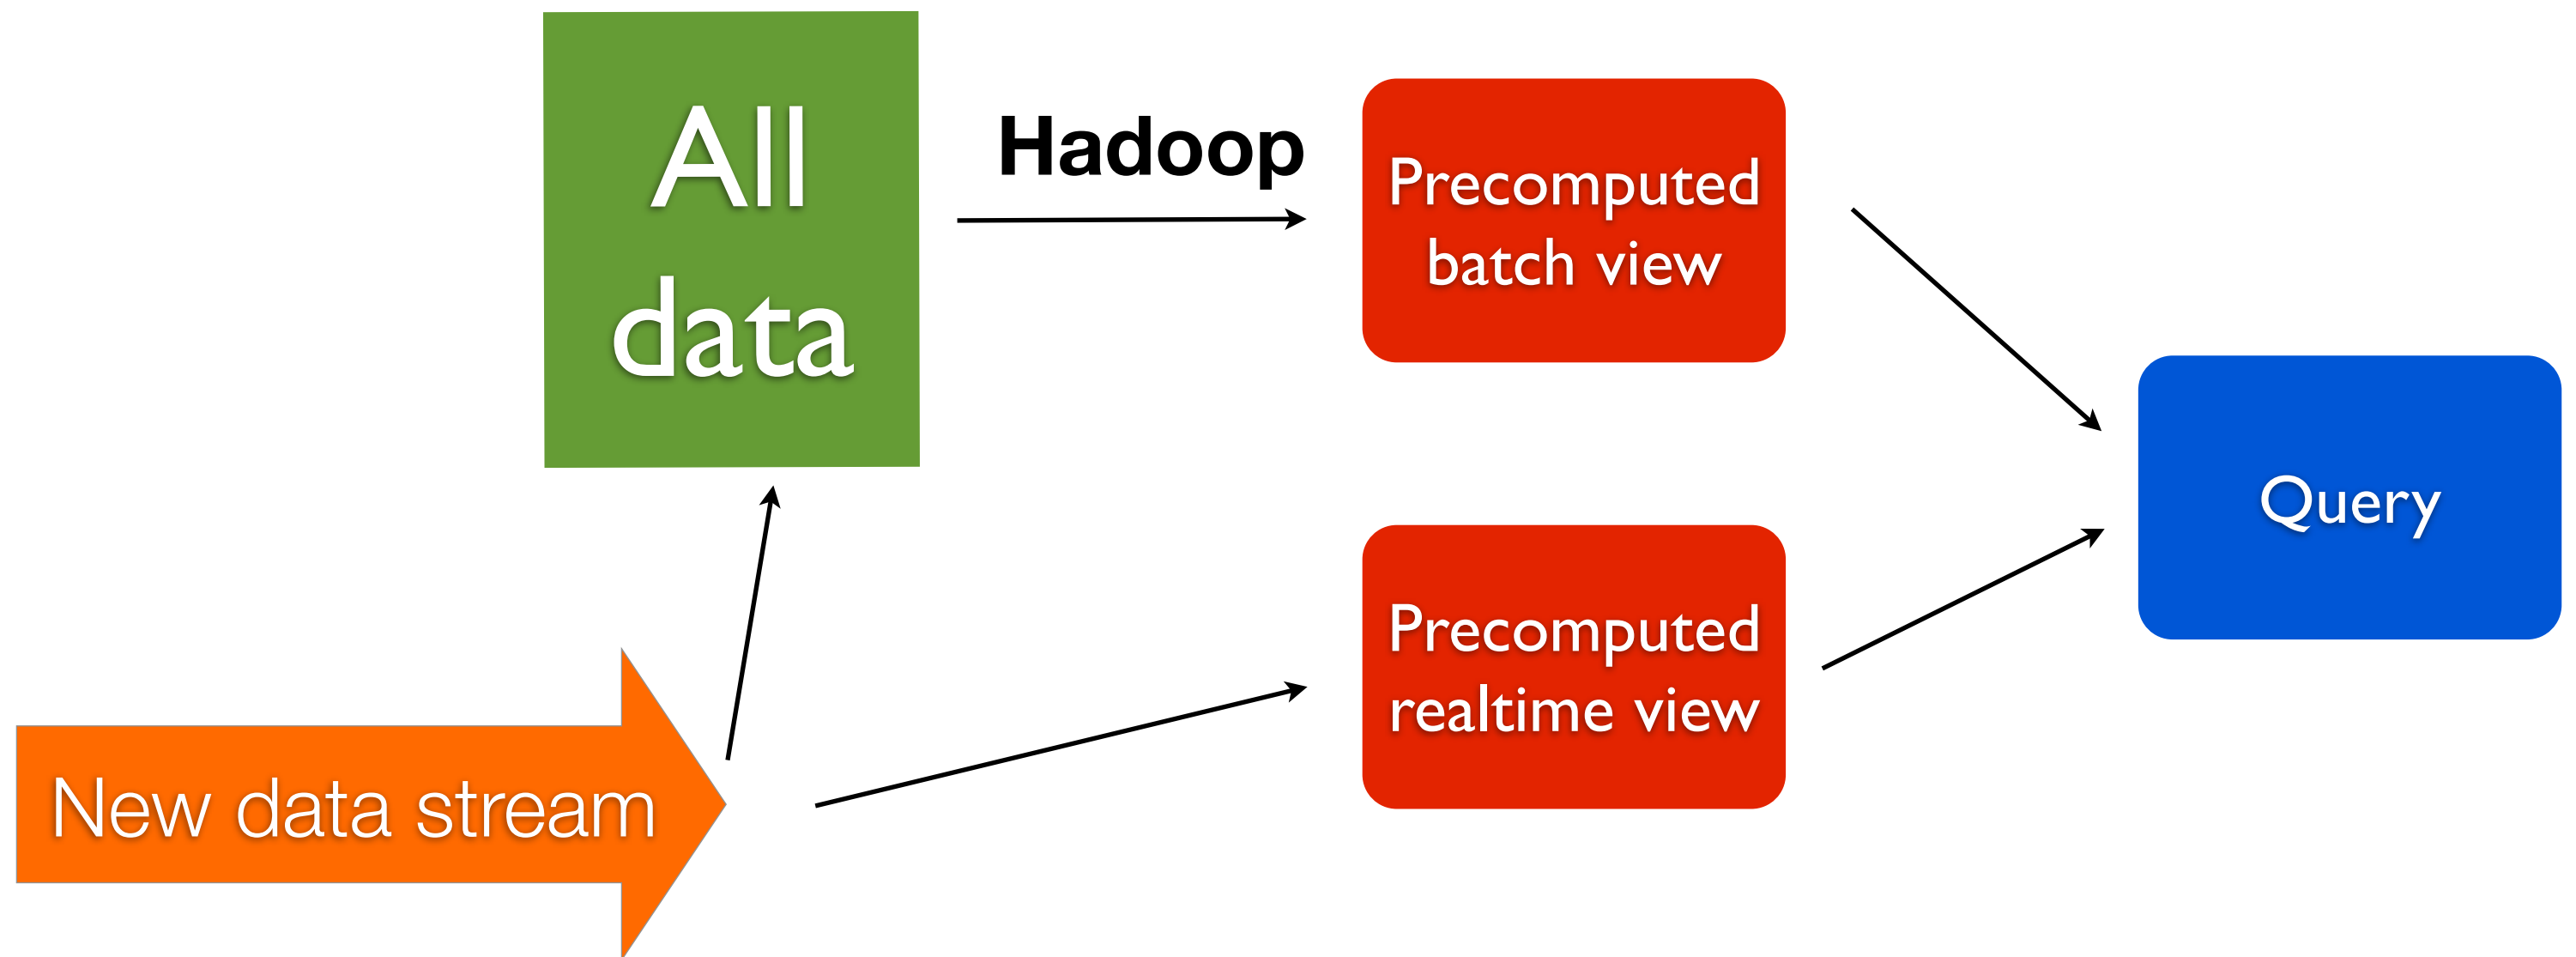 All
data
Hadoop
Precomputed
batch view
Query
Precomputed
realtime view
New data stream